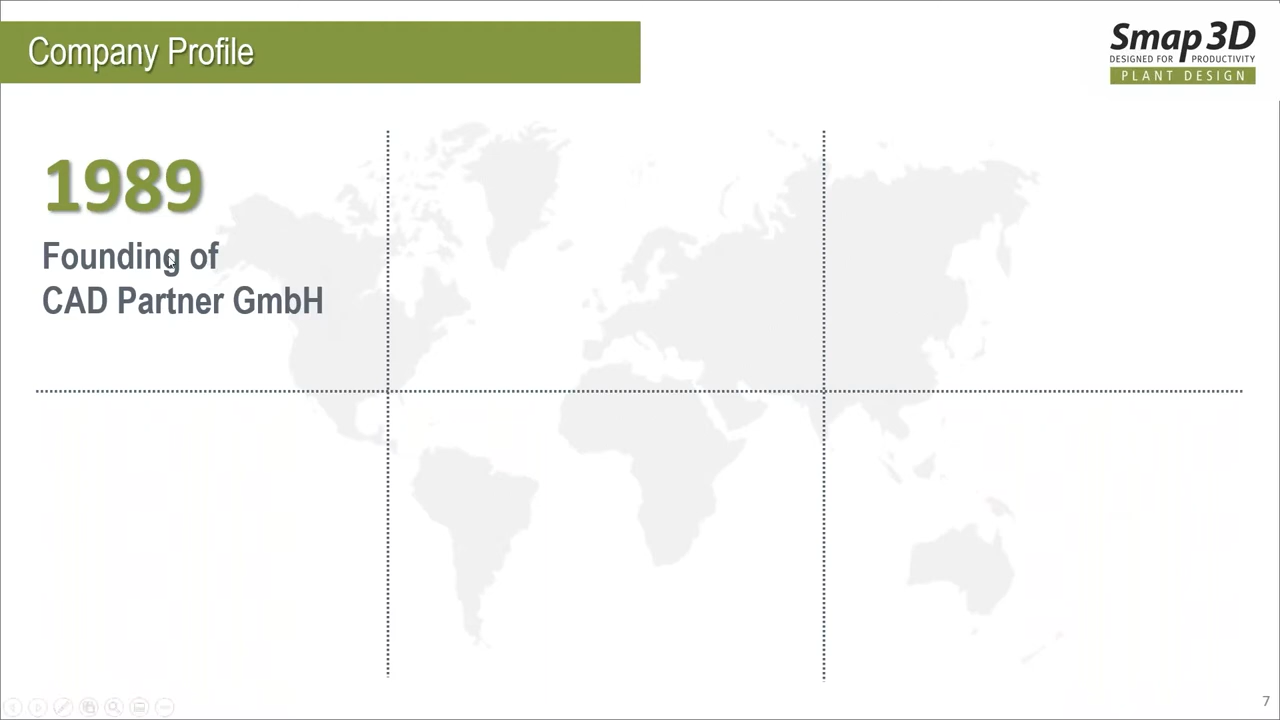 Company Profile
Smap 3D
DESIGNED FOR PRODUCTIVITY
PLANT DESIGN
1989
Founding of
CAD Partner GmbH
7